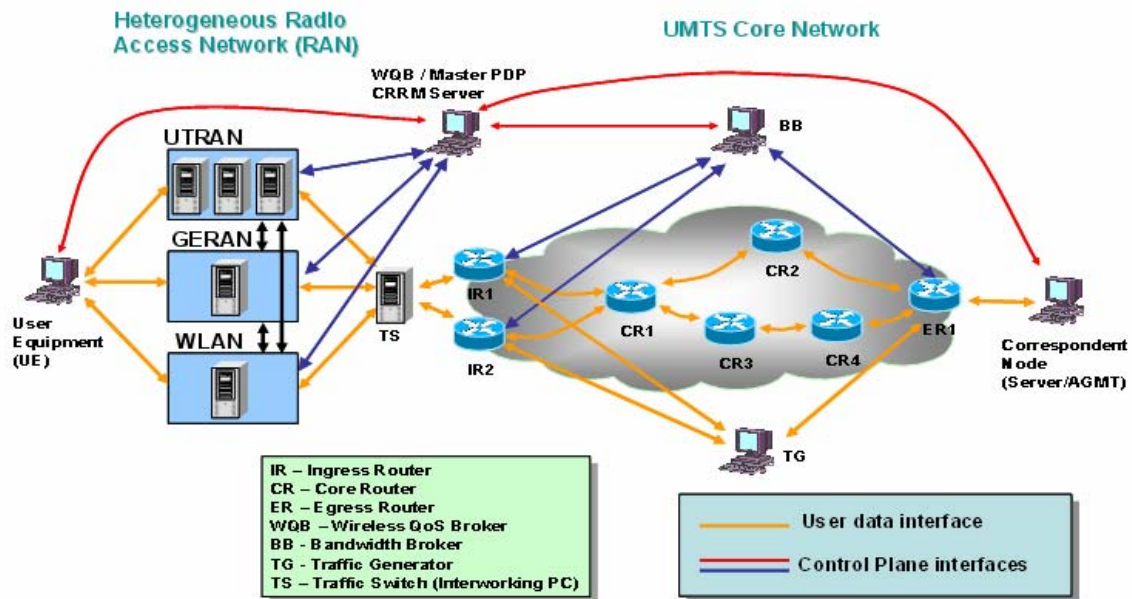 Heterogeneous Radio
Access Network (RAN)
UMTS Core Network
WQB / Master PDP
CRRM Server
BB
UTRAN
GERAN
WLAN
User
Equipment
(UE)
TS
IR1
IR2
CR1
CR2
CR3
CR4
ER1
Correspondent
Node
(Server/AGMT)
TG
IR – Ingress Router
CR – Core Router
ER – Egress Router
WQB – Wireless QoS Broker
BB - Bandwidth Broker
TG - Traffic Generator
TS – Traffic Switch (Interworking PC)
User data interface
Control Plane interfaces